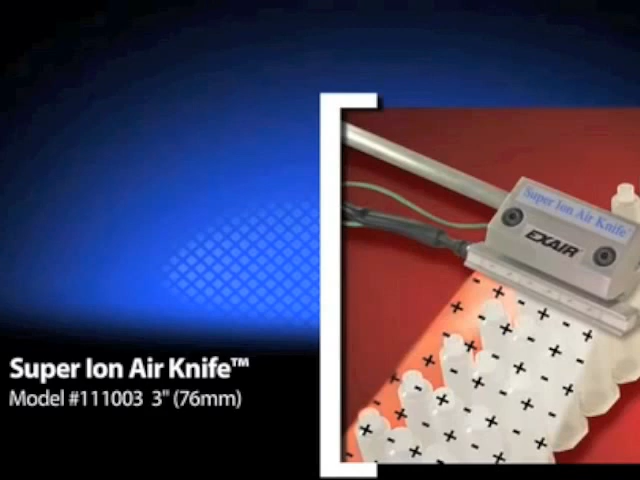 Super Ion Air Knife
EXAIR
Super Ion Air Knife™
Model #111003 3" (76mm)